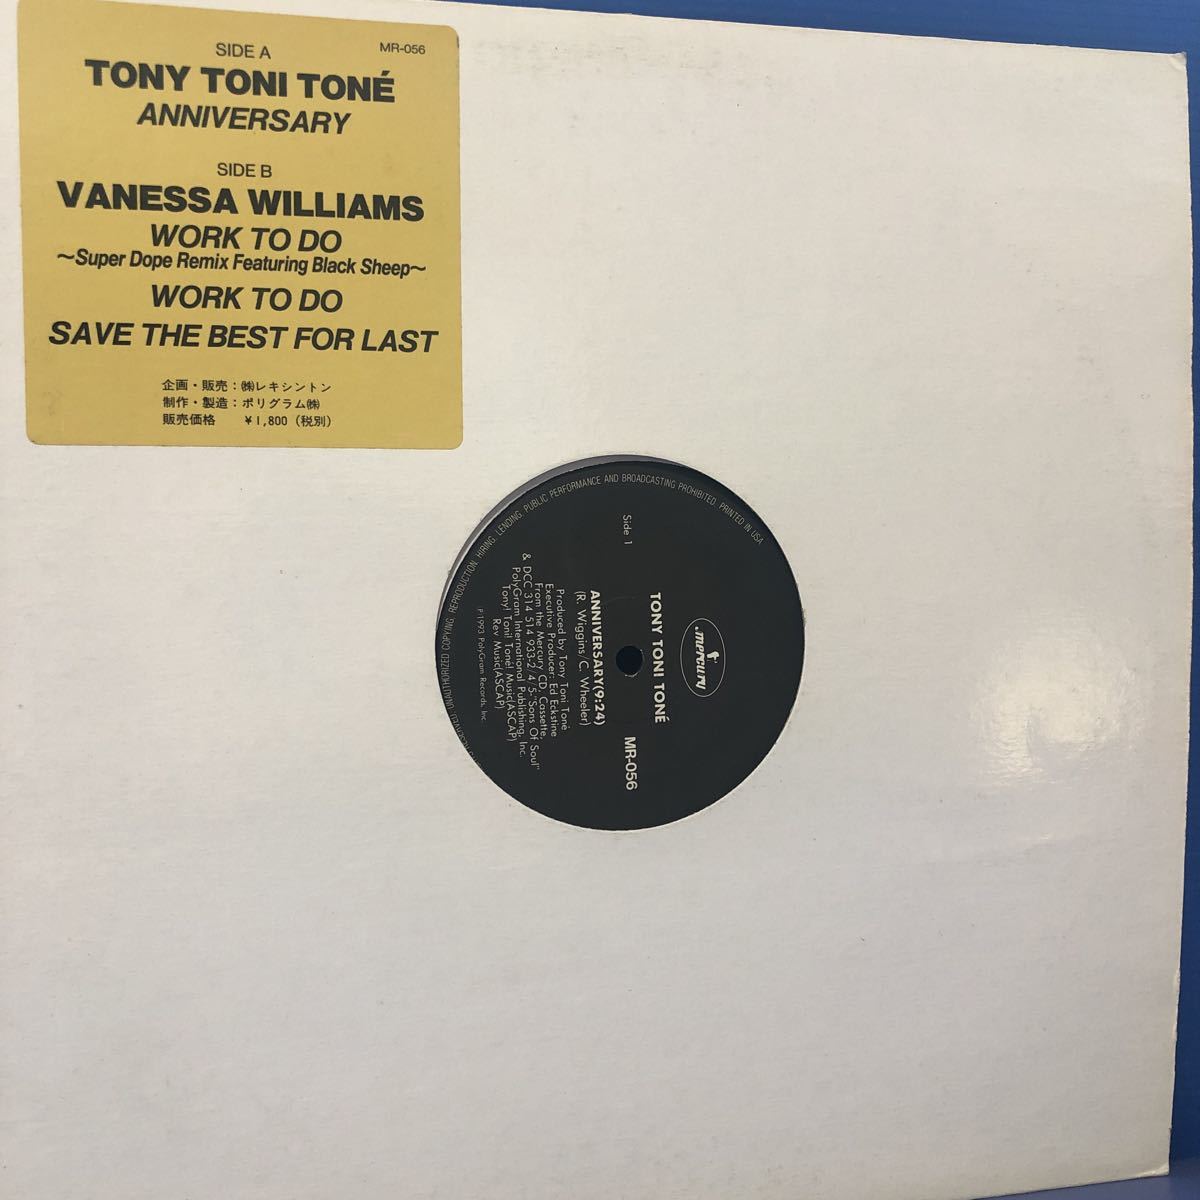 SIDE A
MR-056
TONY TONI TONÉ
ANNIVERSARY
SIDE B
VANESSA WILLIAMS
WORK TO DO
~Super Dope Remix Featuring Black Sheep~
WORK TO DO
SAVE THE BEST FOR LAST
企画・販売：㈱レキシントン
制作・製造：ポリグラム㈱
販売価格 ¥1,800（税別）
mercury
TONY TONI TONÉ
Side 1
MR-056
ANNIVERSARY(9:24)
(R. Wiggins/C. Wheeler)
Produced by Tony Toni Toné
Executive Producer: Ed Eckstine
From the Mercury CD, Cassette,
& DCC 314 514 933-2, 4, 5-"Sons Of Soul"
PolyGram International Publishing, Inc.
Tony! Toni! Toné! Music(ASCAP)
Rev Music(ASCAP)
(P)1993 PolyGram Records, Inc.
RESERVED. UNAUTHORIZED COPYING, REPRODUCTION, HIRING, LENDING, PUBLIC PERFORMANCE AND BROADCASTING PROHIBITED. PRINTED IN USA.